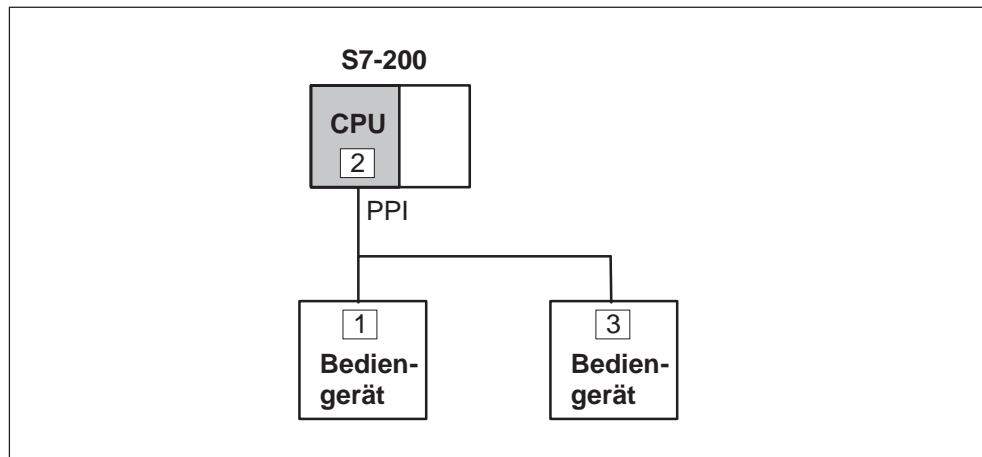 S7-200
CPU
2
PPI
1
Bedien-
gerät
3
Bedien-
gerät